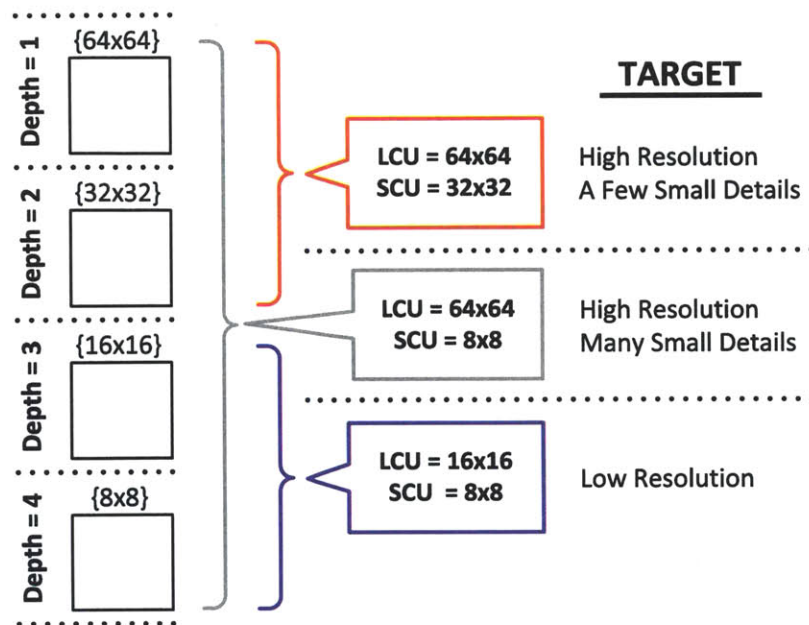 Depth = 1
{64x64}
Depth = 2
{32x32}
Depth = 3
{16x16}
Depth = 4
{8x8}
TARGET
LCU = 64x64
SCU = 32x32
High Resolution
A Few Small Details
LCU = 64x64
SCU = 8x8
High Resolution
Many Small Details
LCU = 16x16
SCU = 8x8
Low Resolution